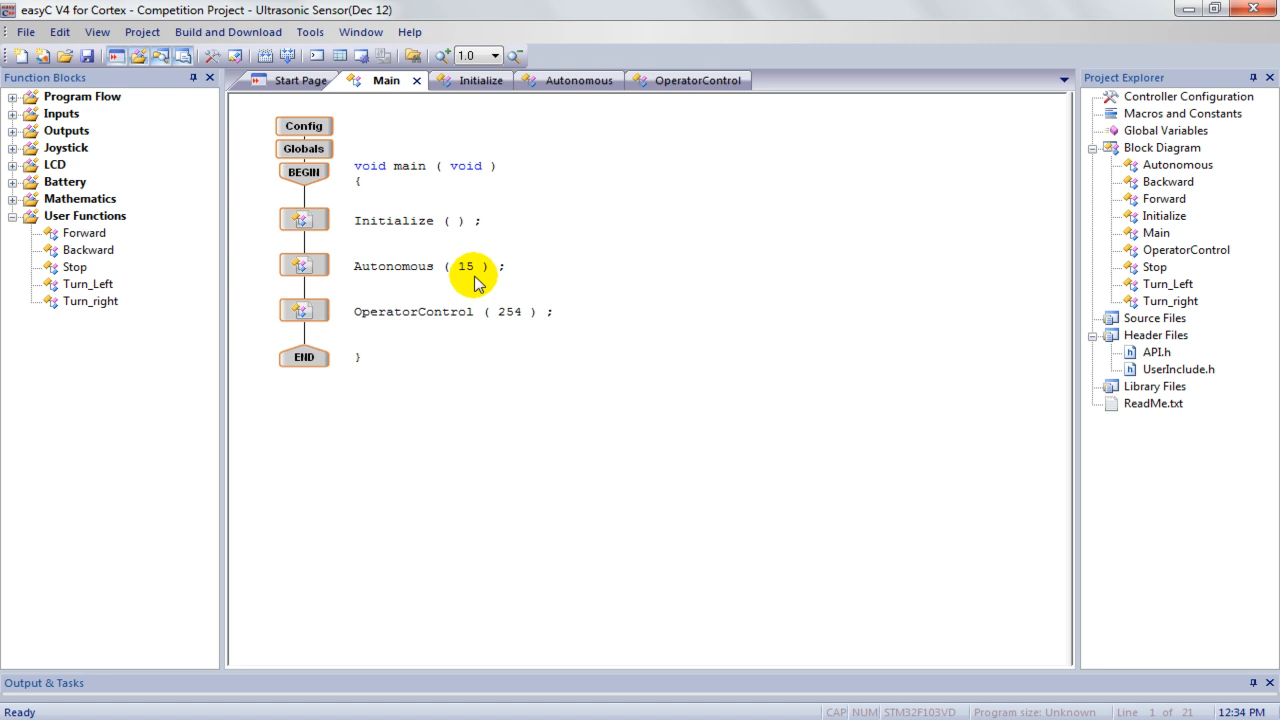 easyC V4 for Cortex - Competition Project - Ultrasonic Sensor(Dec 12)
File Edit View Project Build and Download Tools Window Help
1.0
Function Blocks
Program Flow
Inputs
Outputs
Joystick
LCD
Battery
Mathematics
User Functions
Forward
Backward
Stop
Turn_Left
Turn_right
Start Page Main Initialize Autonomous OperatorControl
Config
Globals
BEGIN void main ( void )
{
Initialize ( ) ;
Autonomous ( 15 ) ;
OperatorControl ( 254 ) ;
END }
Project Explorer
Controller Configuration
Macros and Constants
Global Variables
Block Diagram
Autonomous
Backward
Forward
Initialize
Main
OperatorControl
Stop
Turn_Left
Turn_right
Source Files
Header Files
API.h
UserInclude.h
Library Files
ReadMe.txt
Output & Tasks
Ready CAP NUM STM32F103VD Program size: Unknown Line 1 of 21 12:34 PM